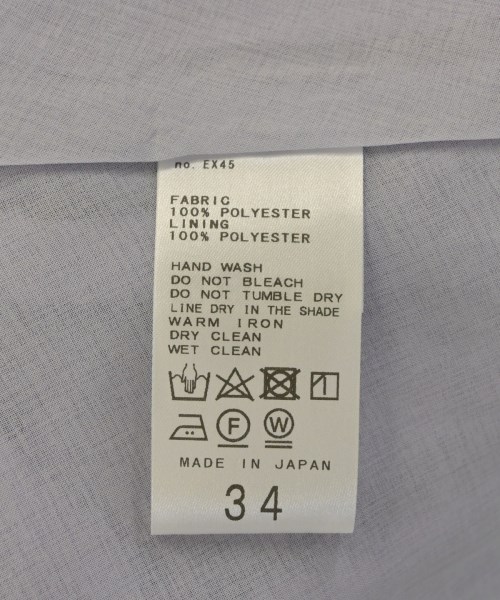 no. EX45
FABRIC
100% POLYESTER
LINING
100% POLYESTER
HAND WASH
DO NOT BLEACH
DO NOT TUMBLE DRY
LINE DRY IN THE SHADE
WARM IRON
DRY CLEAN
WET CLEAN
F W
MADE IN JAPAN
34